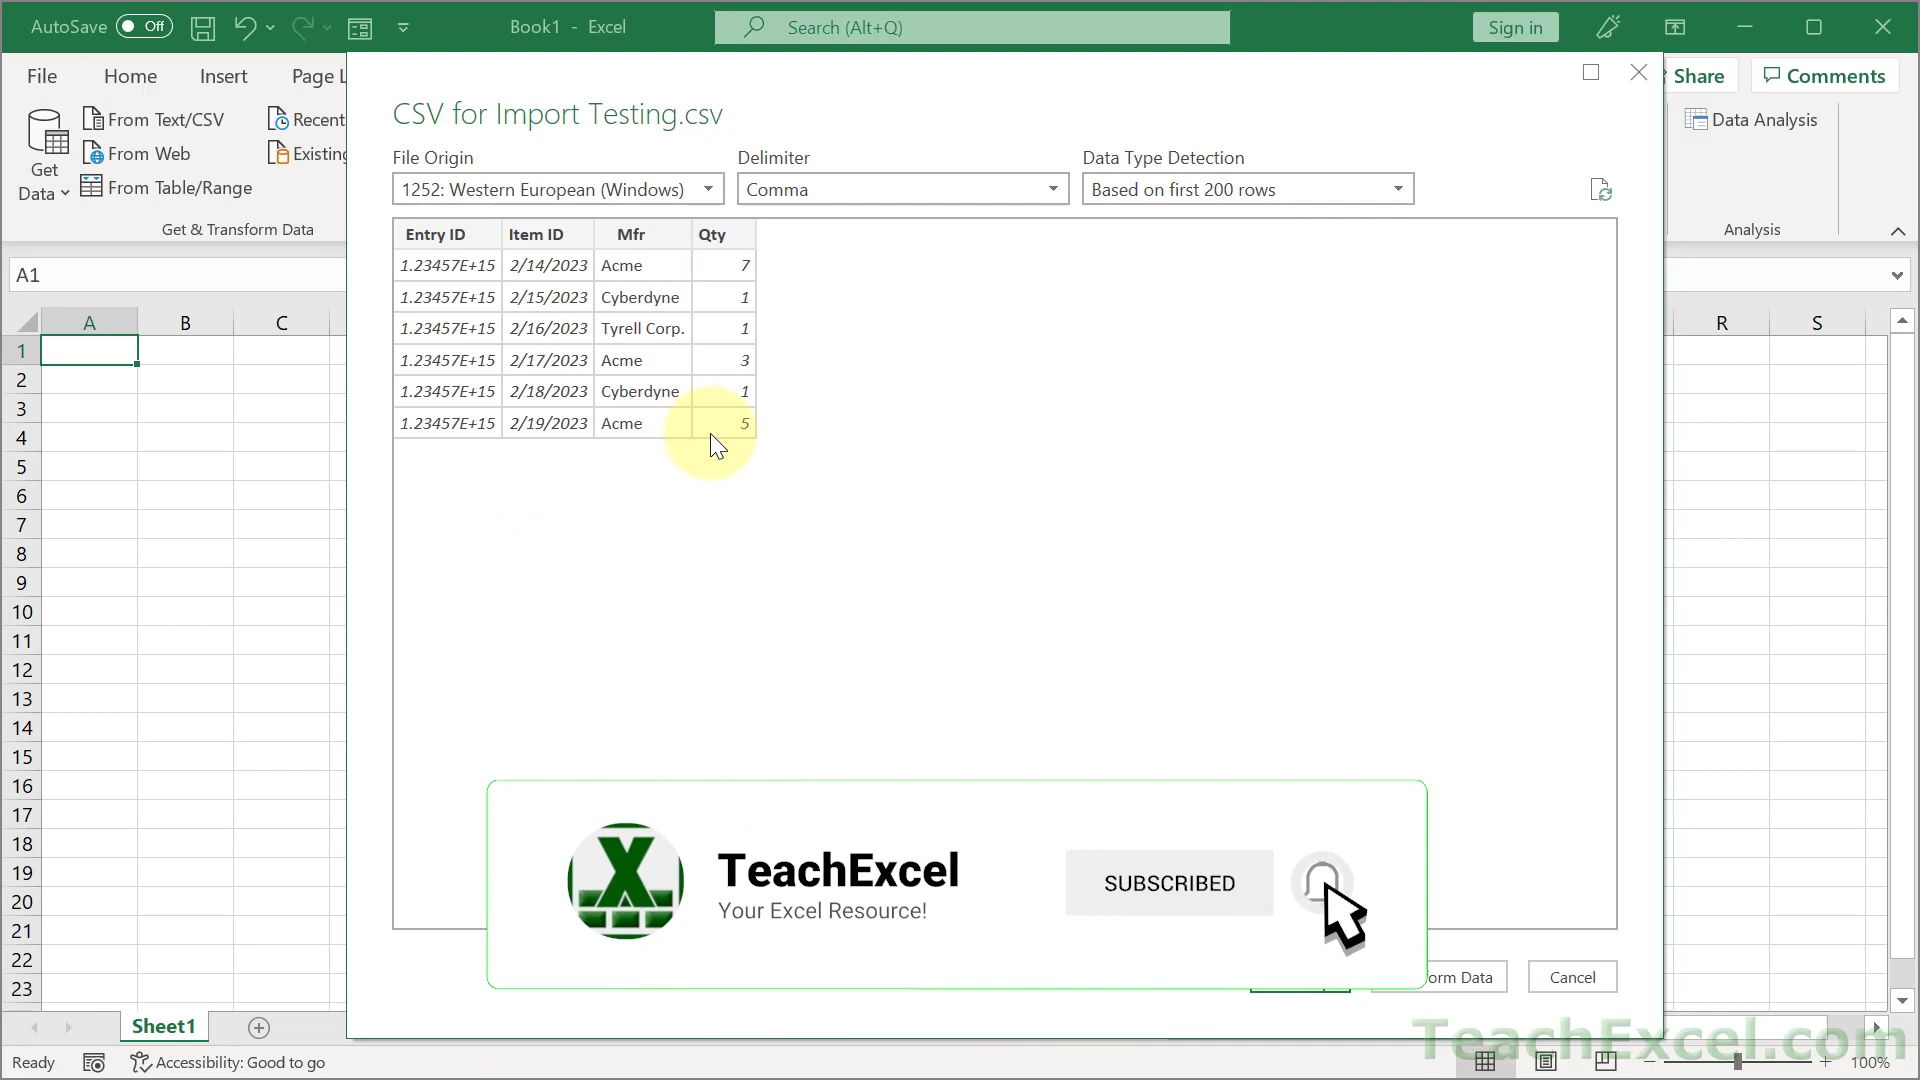 AutoSave Off Book1 - Excel Search (Alt+Q) Sign in
File Home Insert Page L Share Comments
Get Data
From Text/CSV
From Web
From Table/Range
Recent
Existing
Get & Transform Data
Data Analysis
Analysis
A1
A B C R S
1
2
3
4
5
6
7
8
9
10
11
12
13
14
15
16
17
18
19
20
21
22
23
CSV for Import Testing.csv
File Origin Delimiter Data Type Detection
1252: Western European (Windows) Comma Based on first 200 rows
Entry ID Item ID Mfr Qty
1.23457E+15 2/14/2023 Acme 7
1.23457E+15 2/15/2023 Cyberdyne 1
1.23457E+15 2/16/2023 Tyrell Corp. 1
1.23457E+15 2/17/2023 Acme 3
1.23457E+15 2/18/2023 Cyberdyne 1
1.23457E+15 2/19/2023 Acme 5
TeachExcel
Your Excel Resource!
SUBSCRIBED
orm Data Cancel
Sheet1
TeachExcel.com
Ready Accessibility: Good to go 100%